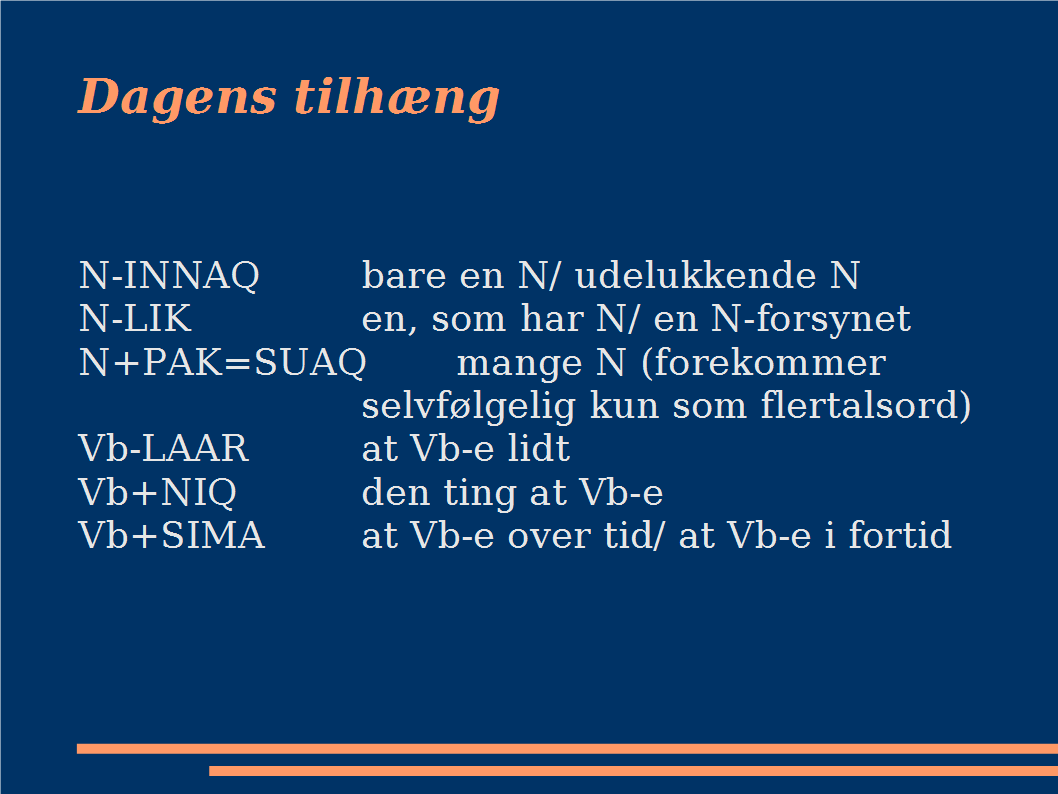 Dagens tilhæng
N-INNAQ bare en N/ udelukkende N
N-LIK en, som har N/ en N-forsynet
N+PAK=SUAQ mange N (forekommer
selvfølgelig kun som flertalsord)
Vb-LAAR at Vb-e lidt
Vb+NIQ den ting at Vb-e
Vb+SIMA at Vb-e over tid/ at Vb-e i fortid